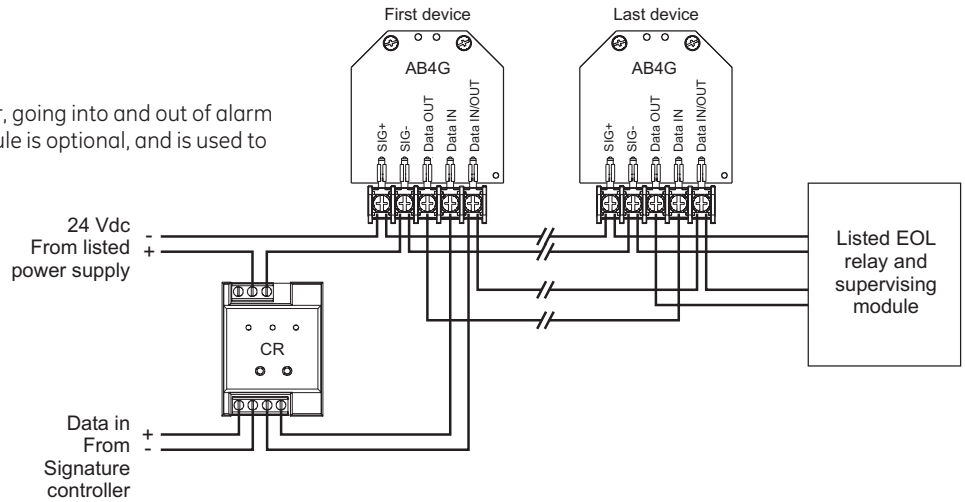 First device
Last device
AB4G
SIG+
SIG-
Data OUT
Data IN
Data IN/OUT
AB4G
SIG+
SIG-
Data OUT
Data IN
Data IN/OUT
, going into and out of alarm
ule is optional, and is used to
24 Vdc -
From listed +
power supply
CR
Listed EOL
relay and
supervising
module
Data in +
From -
Signature
controller